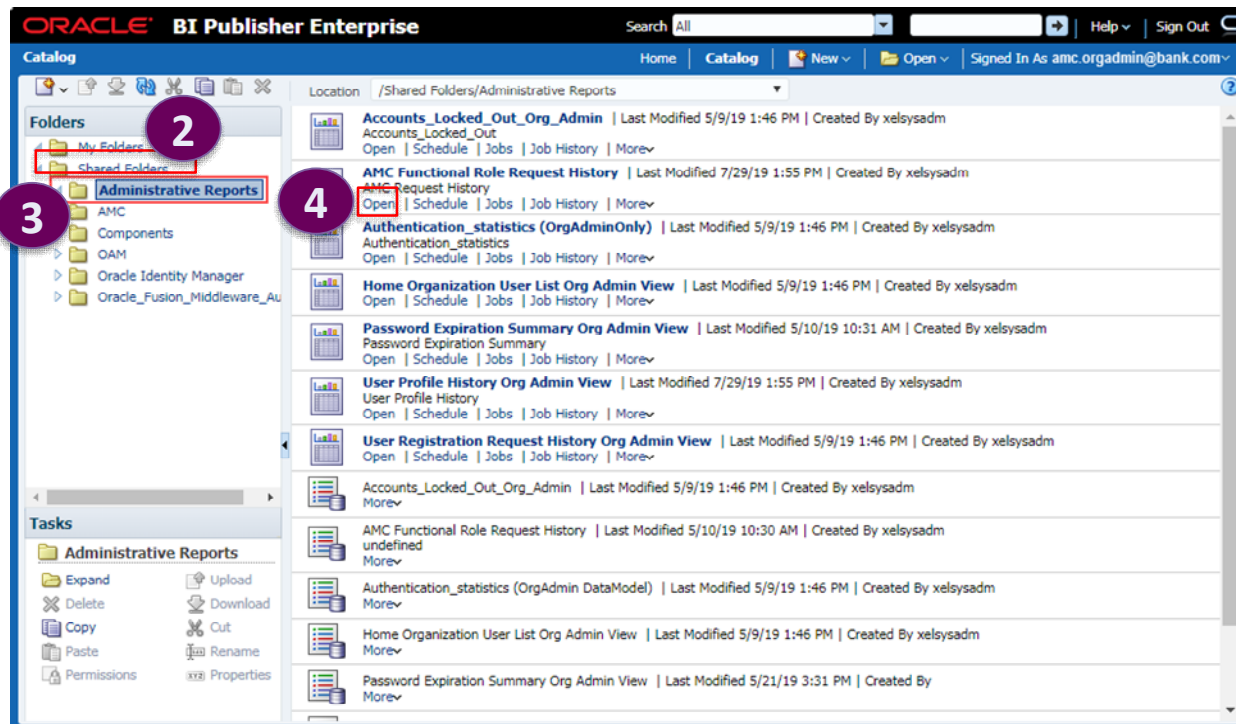 ORACLE BI Publisher Enterprise Search All Help Sign Out
Catalog Home Catalog New Open Signed In As amc.orgadmin@bank.com
Location /Shared Folders/Administrative Reports
Folders
2
My Folders
Shared Folders
Administrative Reports
3
AMC
Components
OAM
Oracle Identity Manager
Oracle_Fusion_Middleware_Au
Accounts_Locked_Out_Org_Admin | Last Modified 5/9/19 1:46 PM | Created By xelsysadm
Accounts_Locked_Out
Open | Schedule | Jobs | Job History | More
AMC Functional Role Request History | Last Modified 7/29/19 1:55 PM | Created By xelsysadm
AMC Request History
4
Open | Schedule | Jobs | Job History | More
Authentication_statistics (OrgAdminOnly) | Last Modified 5/9/19 1:46 PM | Created By xelsysadm
Authentication_statistics
Open | Schedule | Jobs | Job History | More
Home Organization User List Org Admin View | Last Modified 5/9/19 1:46 PM | Created By xelsysadm
Open | Schedule | Jobs | Job History | More
Password Expiration Summary Org Admin View | Last Modified 5/10/19 10:31 AM | Created By xelsysadm
Password Expiration Summary
Open | Schedule | Jobs | Job History | More
User Profile History Org Admin View | Last Modified 7/29/19 1:55 PM | Created By xelsysadm
User Profile History
Open | Schedule | Jobs | Job History | More
User Registration Request History Org Admin View | Last Modified 5/9/19 1:46 PM | Created By xelsysadm
Open | Schedule | Jobs | Job History | More
Accounts_Locked_Out_Org_Admin | Last Modified 5/9/19 1:46 PM | Created By xelsysadm
More
AMC Functional Role Request History | Last Modified 5/10/19 10:30 AM | Created By xelsysadm
undefined
More
Authentication_statistics (OrgAdmin DataModel) | Last Modified 5/9/19 1:46 PM | Created By xelsysadm
More
Home Organization User List Org Admin View | Last Modified 5/9/19 1:46 PM | Created By xelsysadm
More
Password Expiration Summary Org Admin View | Last Modified 5/21/19 3:31 PM | Created By
More
Tasks
Administrative Reports
Expand Upload
Delete Download
Copy Cut
Paste Rename
Permissions xyz Properties